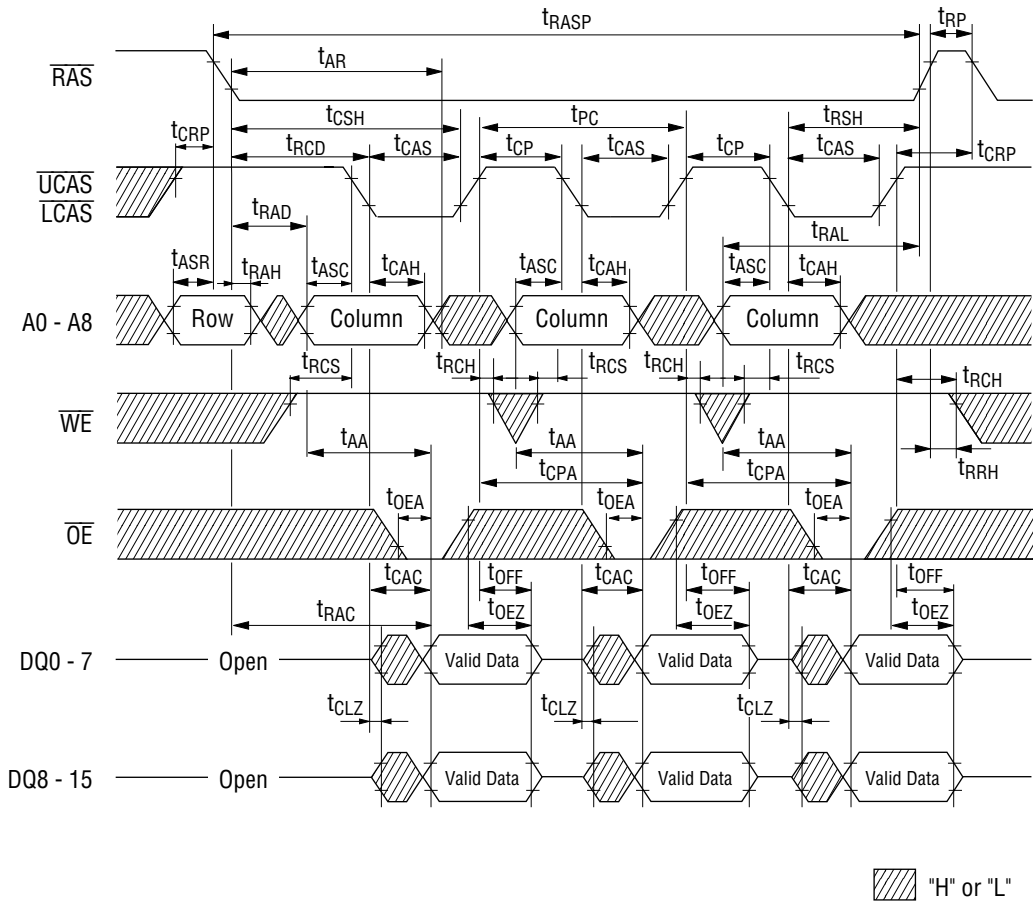 tRASP
tRP
tAR
RAS
tCSH
tPC
tRSH
tCRP
tRCD
tCAS
tCP
tCAS
tCP
tCAS
tCRP
UCAS
LCAS
tRAD
tRAL
tASR
tRAH
tASC
tCAH
tASC
tCAH
tASC
tCAH
A0 - A8
Row
Column
Column
Column
tRCS
tRCH
tRCS
tRCH
tRCS
tRCH
WE
tAA
tAA
tAA
tRRH
tCPA
tCPA
tOEA
tOEA
tOEA
OE
tCAC
tOFF
tCAC
tOFF
tCAC
tOFF
tRAC
tOEZ
tOEZ
tOEZ
DQ0 - 7
Open
Valid Data
Valid Data
Valid Data
tCLZ
tCLZ
tCLZ
DQ8 - 15
Open
Valid Data
Valid Data
Valid Data
"H" or "L"